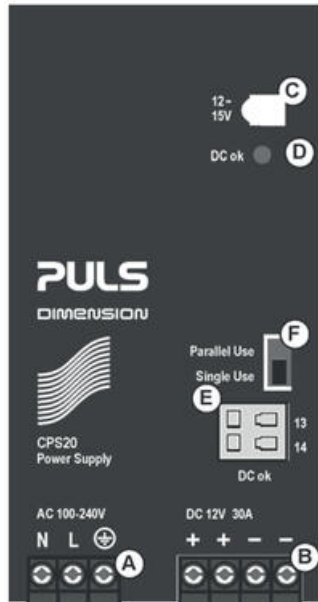 12-
15V
C
DC ok
D
PULS
DIMENSION
F
Parallel Use
Single Use
E
13
14
DC ok
CPS20
Power Supply
AC 100-240V
N L
A
DC 12V 30A
+ + - -
B